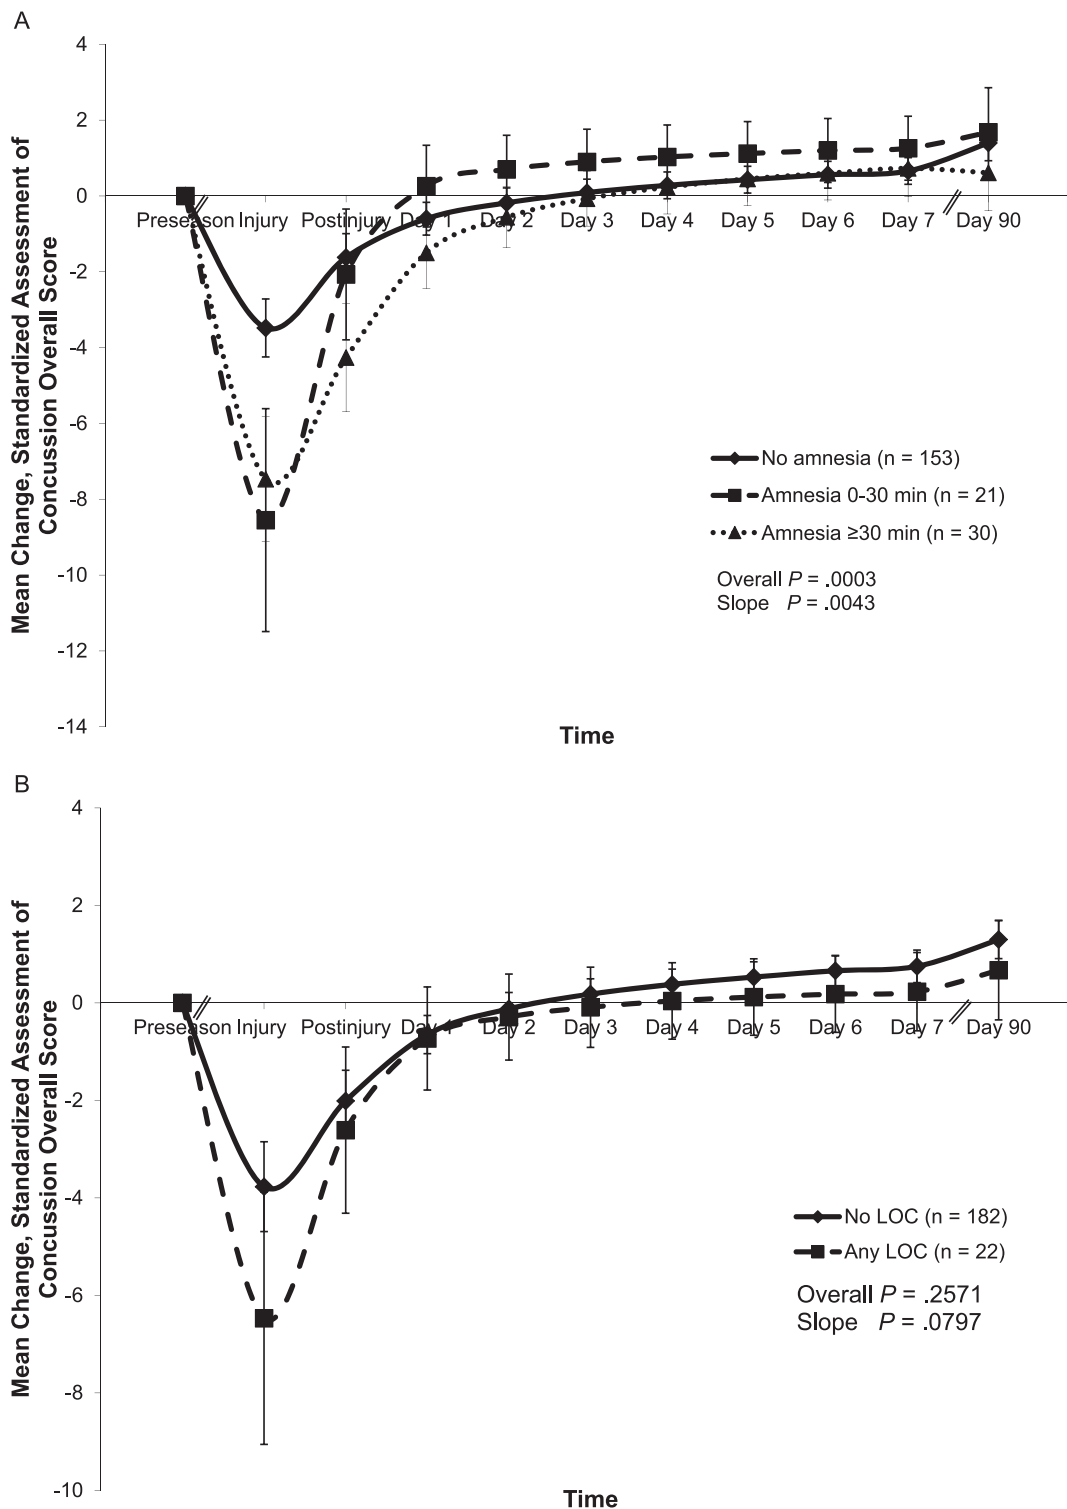 A
Mean Change, Standardized Assessment of
Concussion Overall Score
4
2
0
-2
-4
-6
-8
-10
-12
-14
Preseason Injury Postinjury Day 1 Day 2 Day 3 Day 4 Day 5 Day 6 Day 7 Day 90
No amnesia (n = 153)
Amnesia 0-30 min (n = 21)
Amnesia ≥30 min (n = 30)
Overall P = .0003
Slope P = .0043
Time
B
Mean Change, Standardized Assessment of
Concussion Overall Score
4
2
0
-2
-4
-6
-8
-10
Preseason Injury Postinjury Day 1 Day 2 Day 3 Day 4 Day 5 Day 6 Day 7 Day 90
No LOC (n = 182)
Any LOC (n = 22)
Overall P = .2571
Slope P = .0797
Time